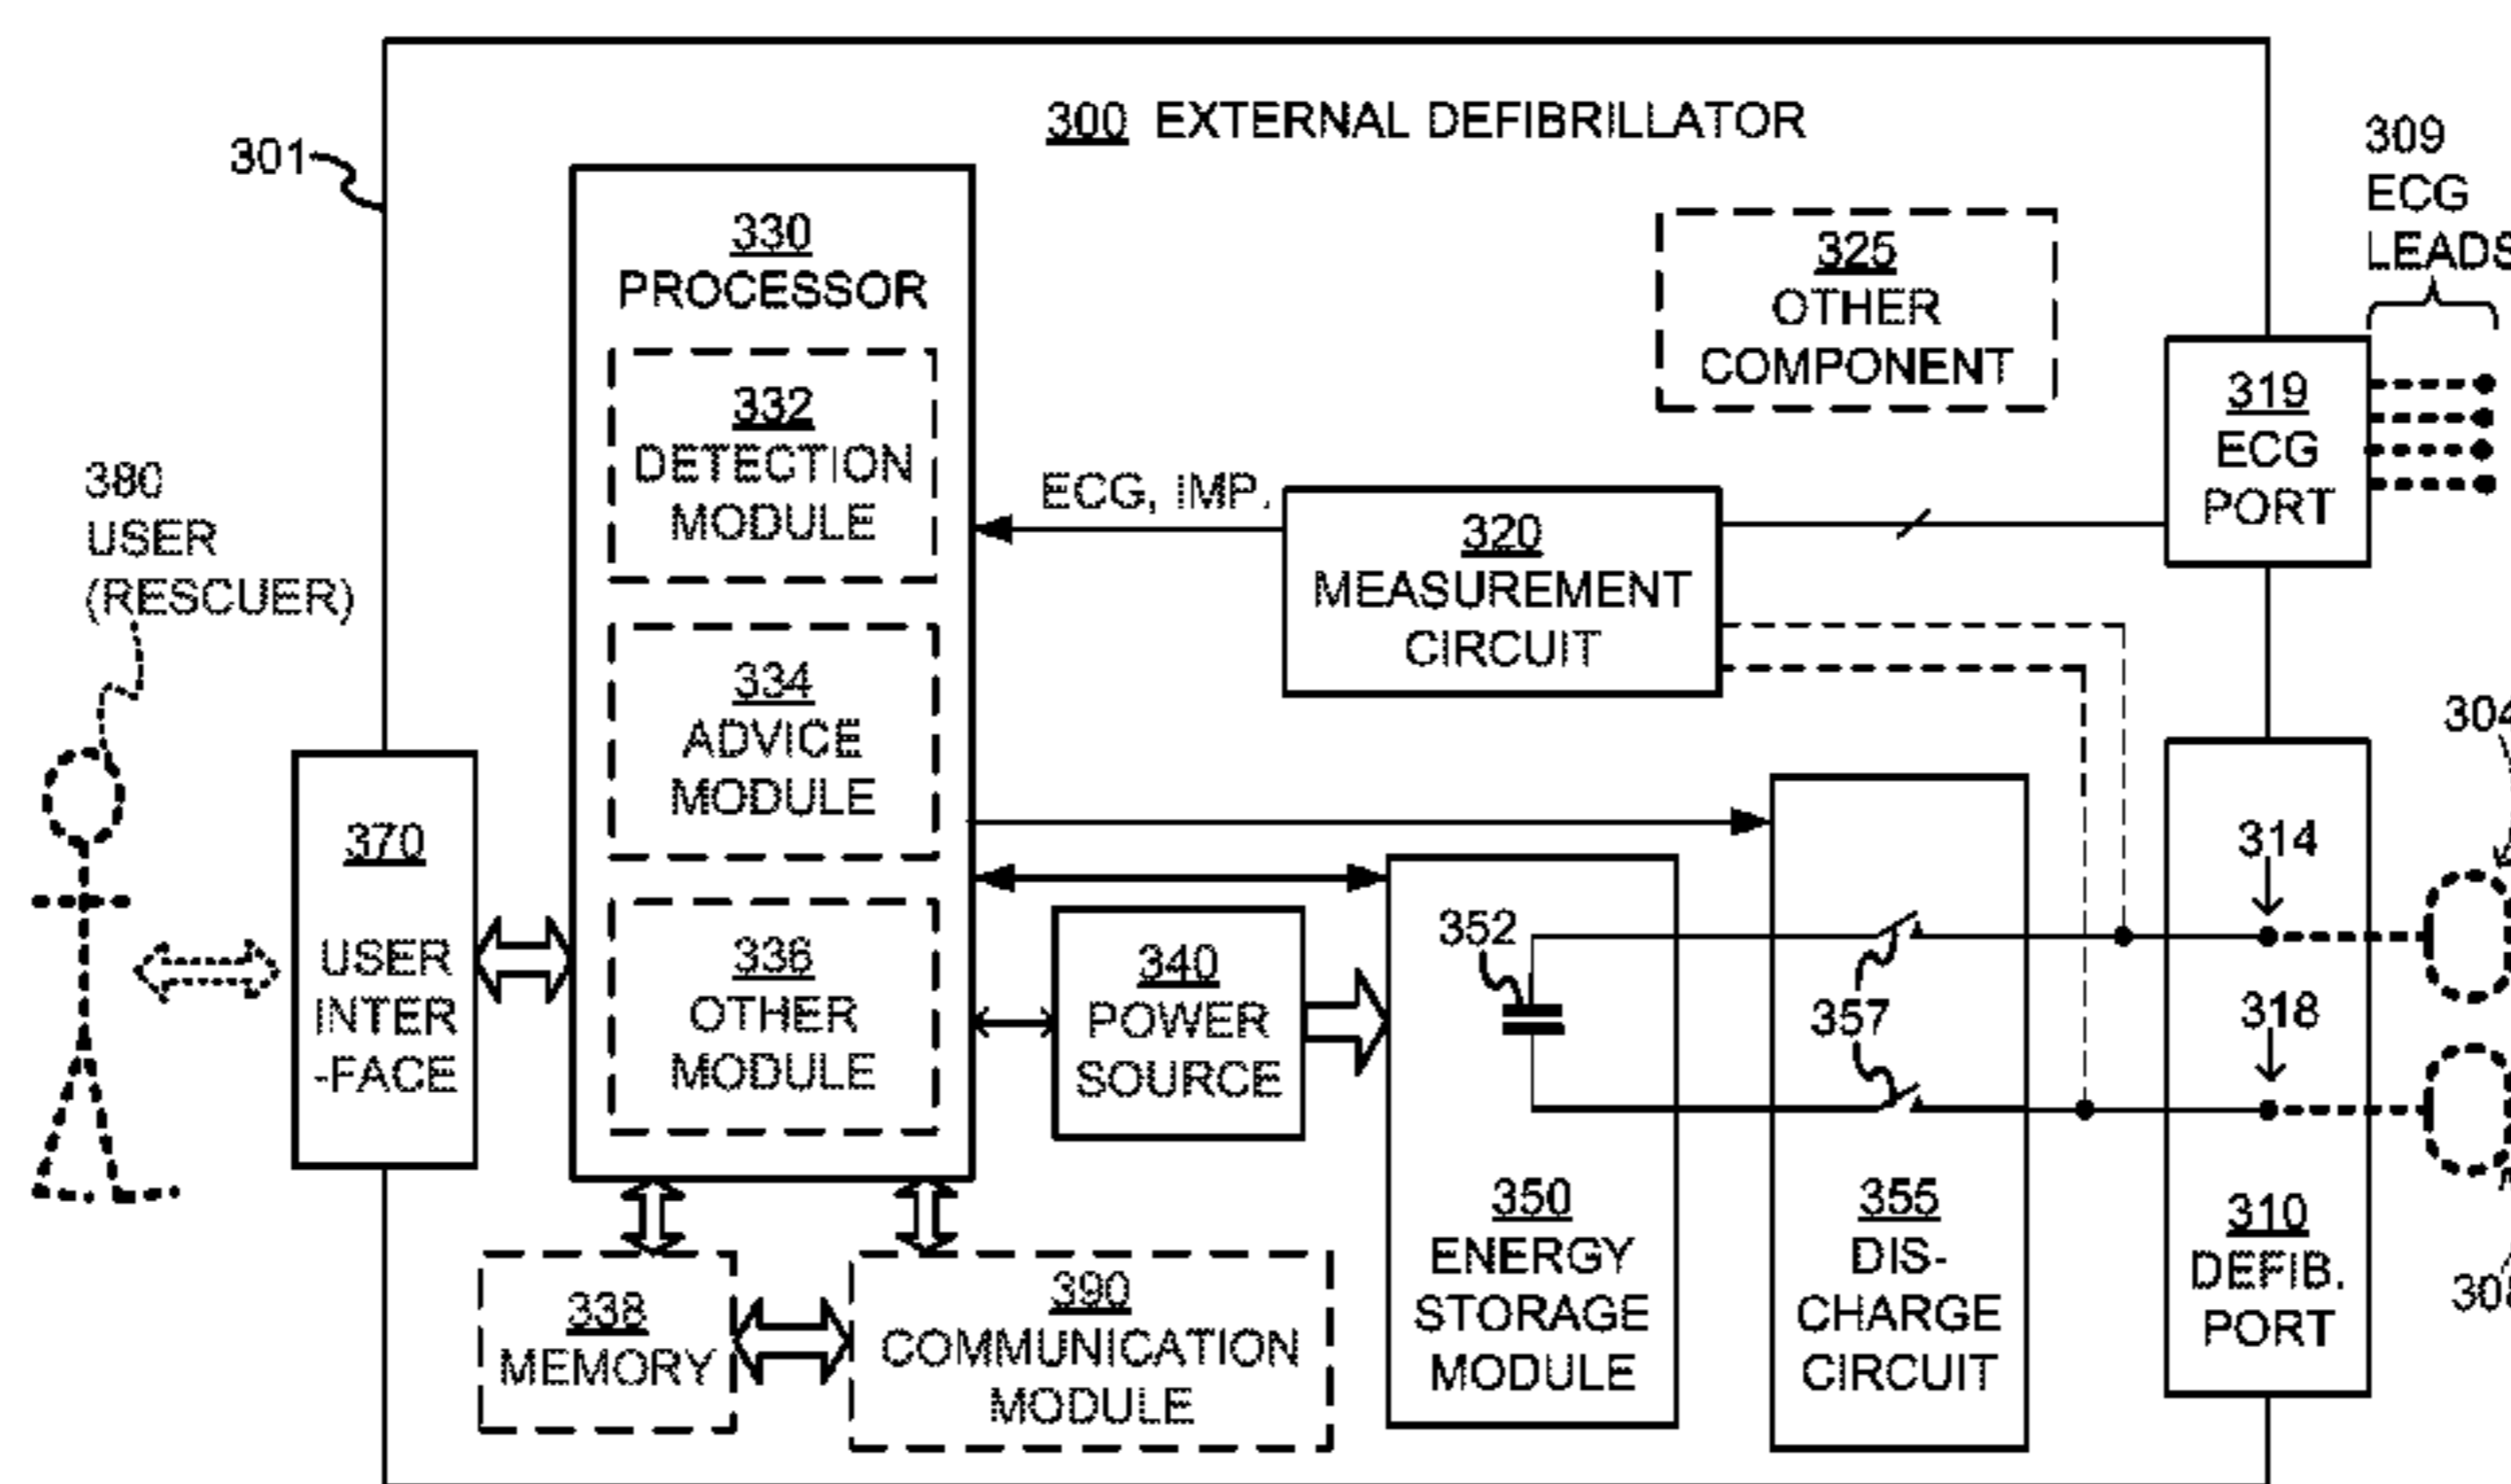 300 EXTERNAL DEFIBRILLATOR
301
309
ECG
LEADS
330
PROCESSOR
325
OTHER
COMPONENT
332
DETECTION
MODULE
319
ECG
PORT
380
USER
(RESCUER)
ECG, IMP.
320
MEASUREMENT
CIRCUIT
334
ADVICE
MODULE
304
370
USER
INTER
-FACE
314
352
336
OTHER
MODULE
340
POWER
SOURCE
357
318
350
ENERGY
STORAGE
MODULE
355
DIS-
CHARGE
CIRCUIT
310
DEFIB.
PORT
338
MEMORY
390
COMMUNICATION
MODULE